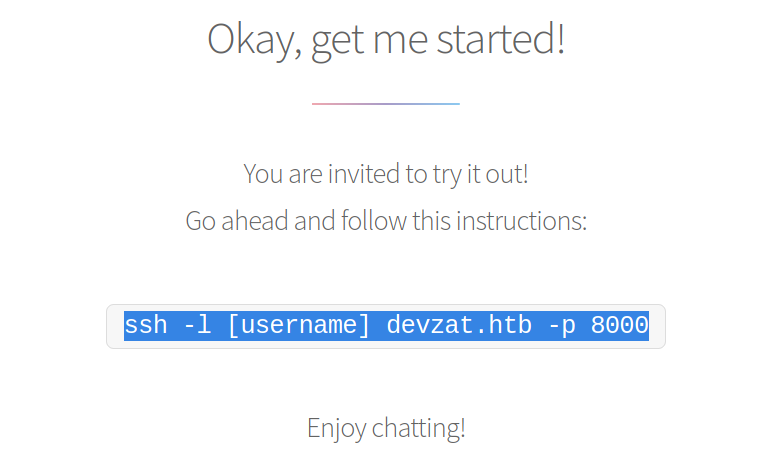 Okay, get me started!
You are invited to try it out!
Go ahead and follow this instructions:
ssh -l [username] devzat.htb -p 8000
Enjoy chatting!